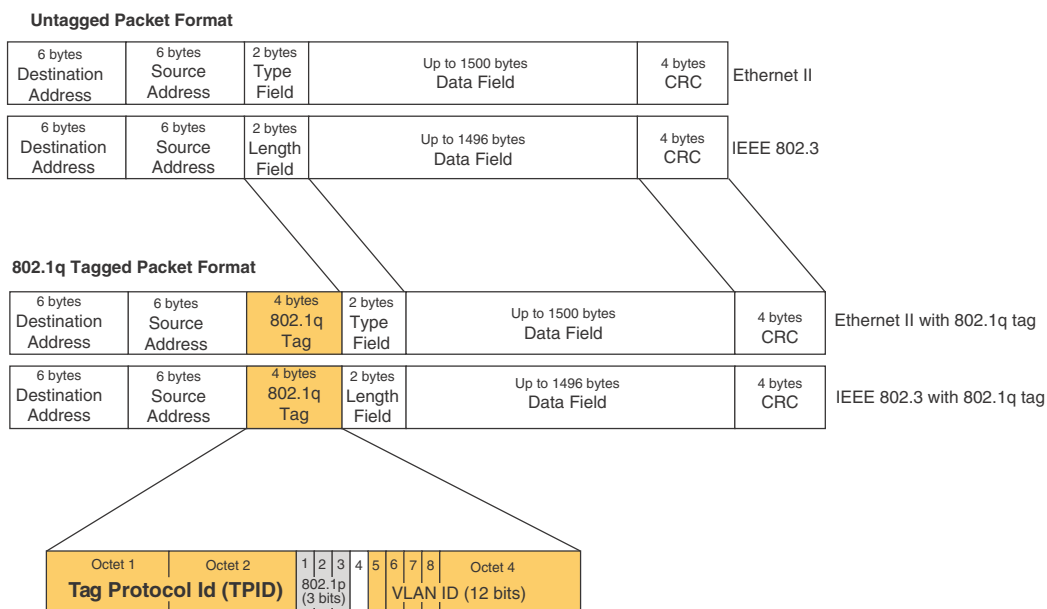 Untagged Packet Format
6 bytes
Destination
Address
6 bytes
Source
Address
2 bytes
Type
Field
Up to 1500 bytes
Data Field
4 bytes
CRC
Ethernet II
6 bytes
Destination
Address
6 bytes
Source
Address
2 bytes
Length
Field
Up to 1496 bytes
Data Field
4 bytes
CRC
IEEE 802.3
802.1q Tagged Packet Format
6 bytes
Destination
Address
6 bytes
Source
Address
4 bytes
802.1q
Tag
2 bytes
Type
Field
Up to 1500 bytes
Data Field
4 bytes
CRC
Ethernet II with 802.1q tag
6 bytes
Destination
Address
6 bytes
Source
Address
4 bytes
802.1q
Tag
2 bytes
Length
Field
Up to 1496 bytes
Data Field
4 bytes
CRC
IEEE 802.3 with 802.1q tag
Octet 1
Octet 2
1 2 3 4 5 6 7 8
Octet 4
Tag Protocol Id (TPID)
802.1p
(3 bits)
VLAN ID (12 bits)